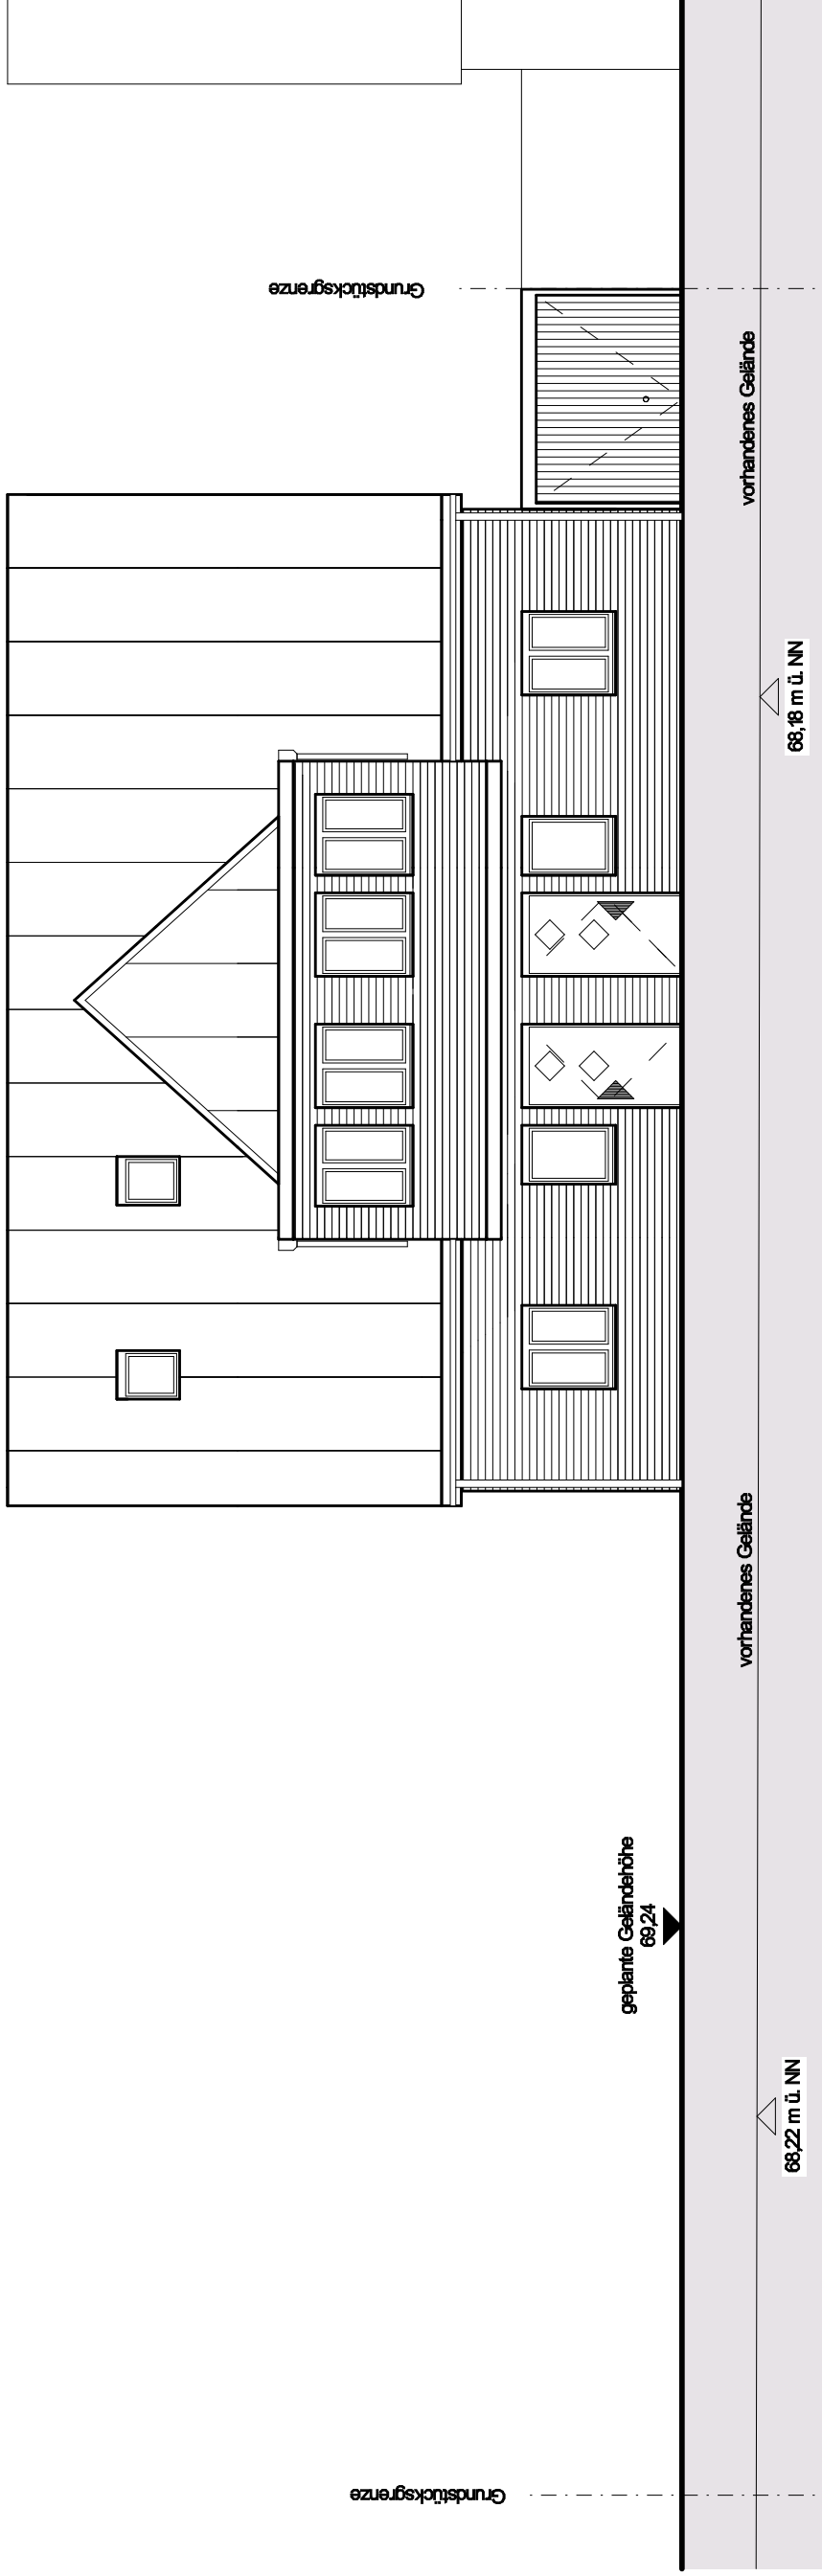 Grundstücksgrenze
vorhandenes Gelände
68,18 m ü. NN
vorhandenes Gelände
geplante Geländehöhe
69,24
68,22 m ü. NN
Grundstücksgrenze